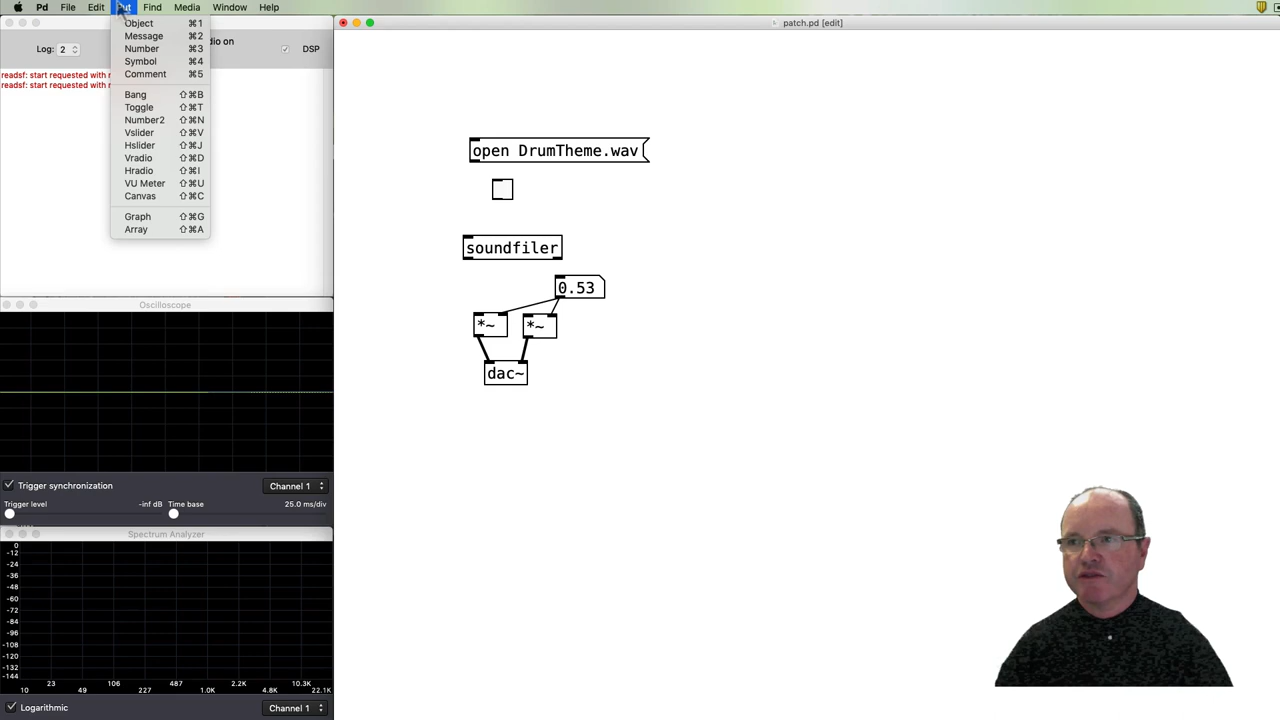 Pd File Edit Put Find Media Window Help
patch.pd [edit]
Log: 2
dio on
DSP
readsf: start requested with
readsf: start requested with
Object ⌘1
Message ⌘2
Number ⌘3
Symbol ⌘4
Comment ⌘5
Bang ⇧⌘B
Toggle ⇧⌘T
Number2 ⇧⌘N
Vslider ⇧⌘V
Hslider ⇧⌘J
Vradio ⇧⌘D
Hradio ⇧⌘I
VU Meter ⇧⌘U
Canvas ⇧⌘C
Graph ⇧⌘G
Array ⇧⌘A
open DrumTheme.wav
soundfiler
0.53
*~ *~
dac~
Oscilloscope
Trigger synchronization Channel 1
Trigger level -inf dB Time base 25.0 ms/div
Spectrum Analyzer
0
-12
-24
-36
-48
-60
-72
-84
-96
-108
-120
-132
-144
23 106 487 2.2K 10.3K
10 49 227 1.0K 4.8K 22.1K
Logarithmic Channel 1